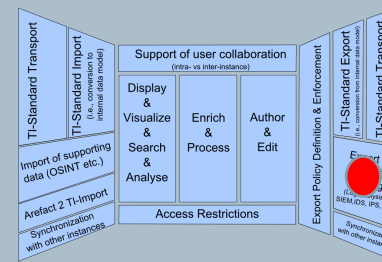 TI-Standard Transport
TI-Standard Import
(i.e., conversion to
internal data model)
Import of supporting
data (OSINT etc.)
Arefact 2 TI-Import
Synchronization
with other instances
Support of user collaboration
(intra- vs inter-instance)
Display
&
Visualize
&
Search
&
Analyse
Enrich
&
Process
Author
&
Edit
Access Restrictions
Export Policy Definition & Enforcement
TI-Standard Export
(i.e., conversion from internal data model)
TI-Standard Transport
SIEM,IDS, IPS,
with other